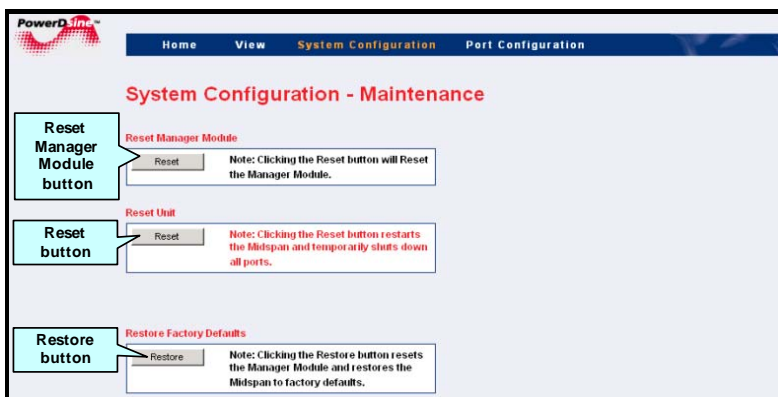 PowerDsine™
Home View System Configuration Port Configuration
System Configuration - Maintenance
Reset
Manager
Module
button
Reset Manager Module
Reset
Note: Clicking the Reset button will Reset
the Manager Module.
Reset
button
Reset Unit
Reset
Note: Clicking the Reset button restarts
the Midspan and temporarily shuts down
all ports.
Restore
button
Restore Factory Defaults
Restore
Note: Clicking the Restore button resets
the Manager Module and restores the
Midspan to factory defaults.